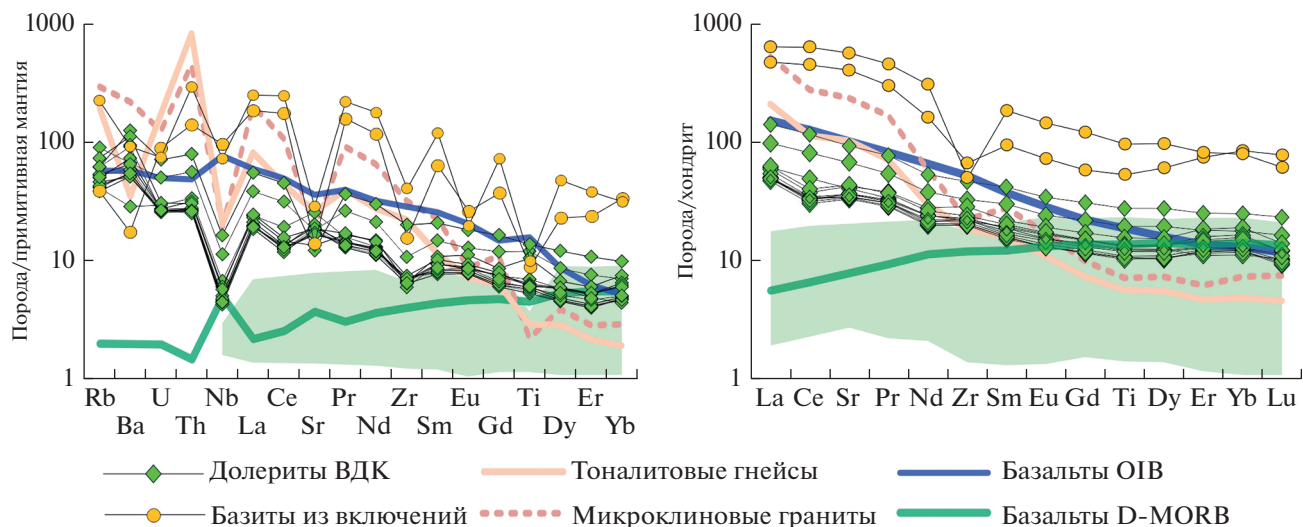 Порода/примитивная мантия
1000
100
10
1
Rb U Nb Ce Pr Zr Eu Ti Er
Ba Th La Sr Nd Sm Gd Dy Yb
Порода/хондрит
1000
100
10
1
La Sr Nd Sm Gd Dy Yb
Ce Pr Zr Eu Ti Er Lu
Долериты ВДК
Тоналитовые гнейсы
Базальты OIB
Базиты из включений
Микроклиновые граниты
Базальты D-MORB